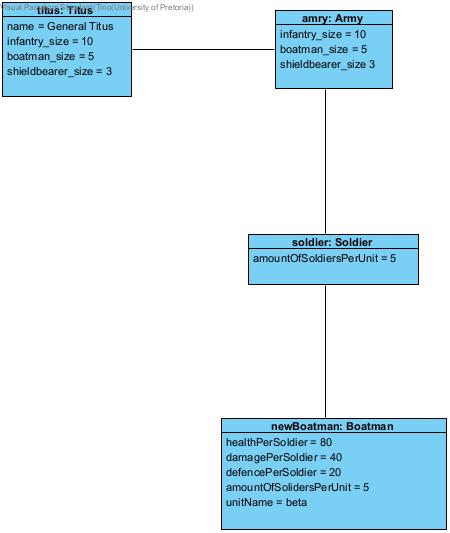 Visual Paradigm Standard(Tino(University of Pretoria))
titus: Titus
name = General Titus
infantry_size = 10
boatman_size = 5
shieldbearer_size = 3
amry: Army
infantry_size = 10
boatman_size = 5
shieldbearer_size 3
soldier: Soldier
amountOfSoldiersPerUnit = 5
newBoatman: Boatman
healthPerSoldier = 80
damagePerSoldier = 40
defencePerSoldier = 20
amountOfSolidersPerUnit = 5
unitName = beta